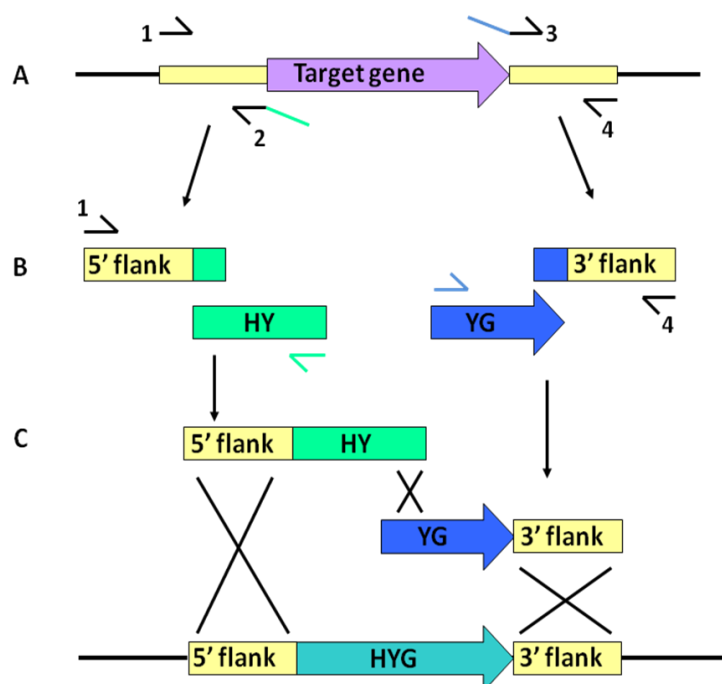 1
3
A
Target gene
2
4
1
B
5’ flank
3’ flank
HY
YG
4
C
5’ flank
HY
YG
3’ flank
5’ flank
HYG
3’ flank